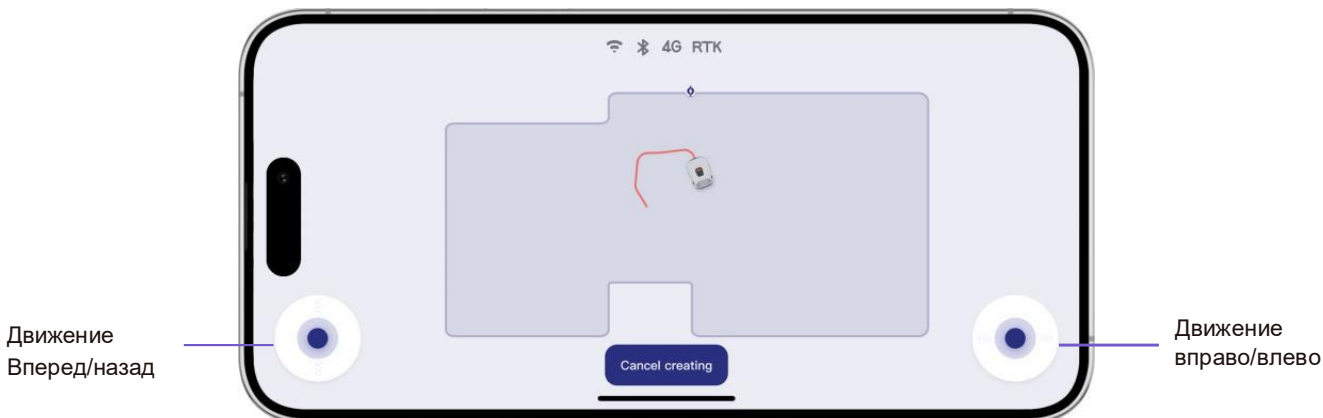 4G RTK
Движение
Вперед/назад
Cancel creating
Движение
вправо/влево